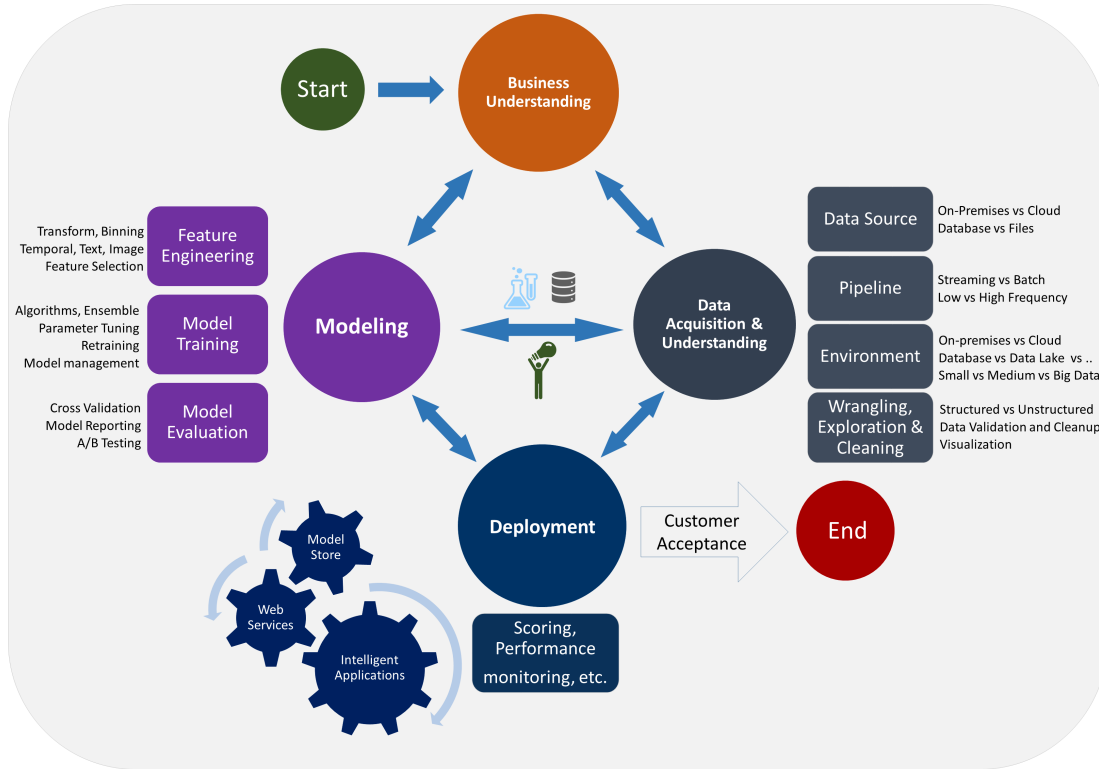 Start
Business
Understanding
Transform, Binning
Temporal, Text, Image
Feature Selection
Feature
Engineering
Algorithms, Ensemble
Parameter Tuning
Retraining
Model management
Model
Training
Cross Validation
Model Reporting
A/B Testing
Model
Evaluation
Modeling
Data
Acquisition &
Understanding
Data Source
On-Premises vs Cloud
Database vs Files
Pipeline
Streaming vs Batch
Low vs High Frequency
Environment
On-premises vs Cloud
Database vs Data Lake vs ..
Small vs Medium vs Big Data
Wrangling,
Exploration &
Cleaning
Structured vs Unstructured
Data Validation and Cleanup
Visualization
Deployment
Customer
Acceptance
End
Model
Store
Web
Services
Intelligent
Applications
Scoring,
Performance
monitoring, etc.